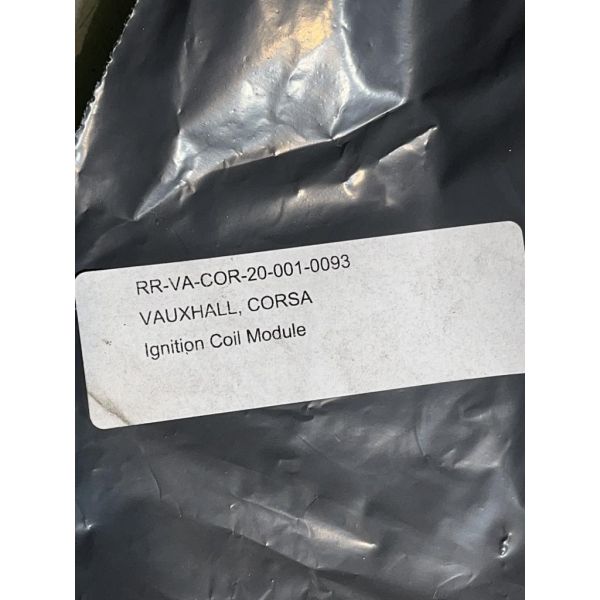 RR-VA-COR-20-001-0093
VAUXHALL, CORSA
Ignition Coil Module